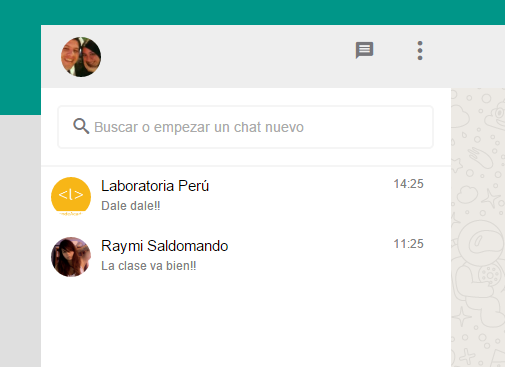 Buscar o empezar un chat nuevo
Laboratoria Perú 14:25
<l>
Dale dale!!
Raymi Saldomando 11:25
La clase va bien!!